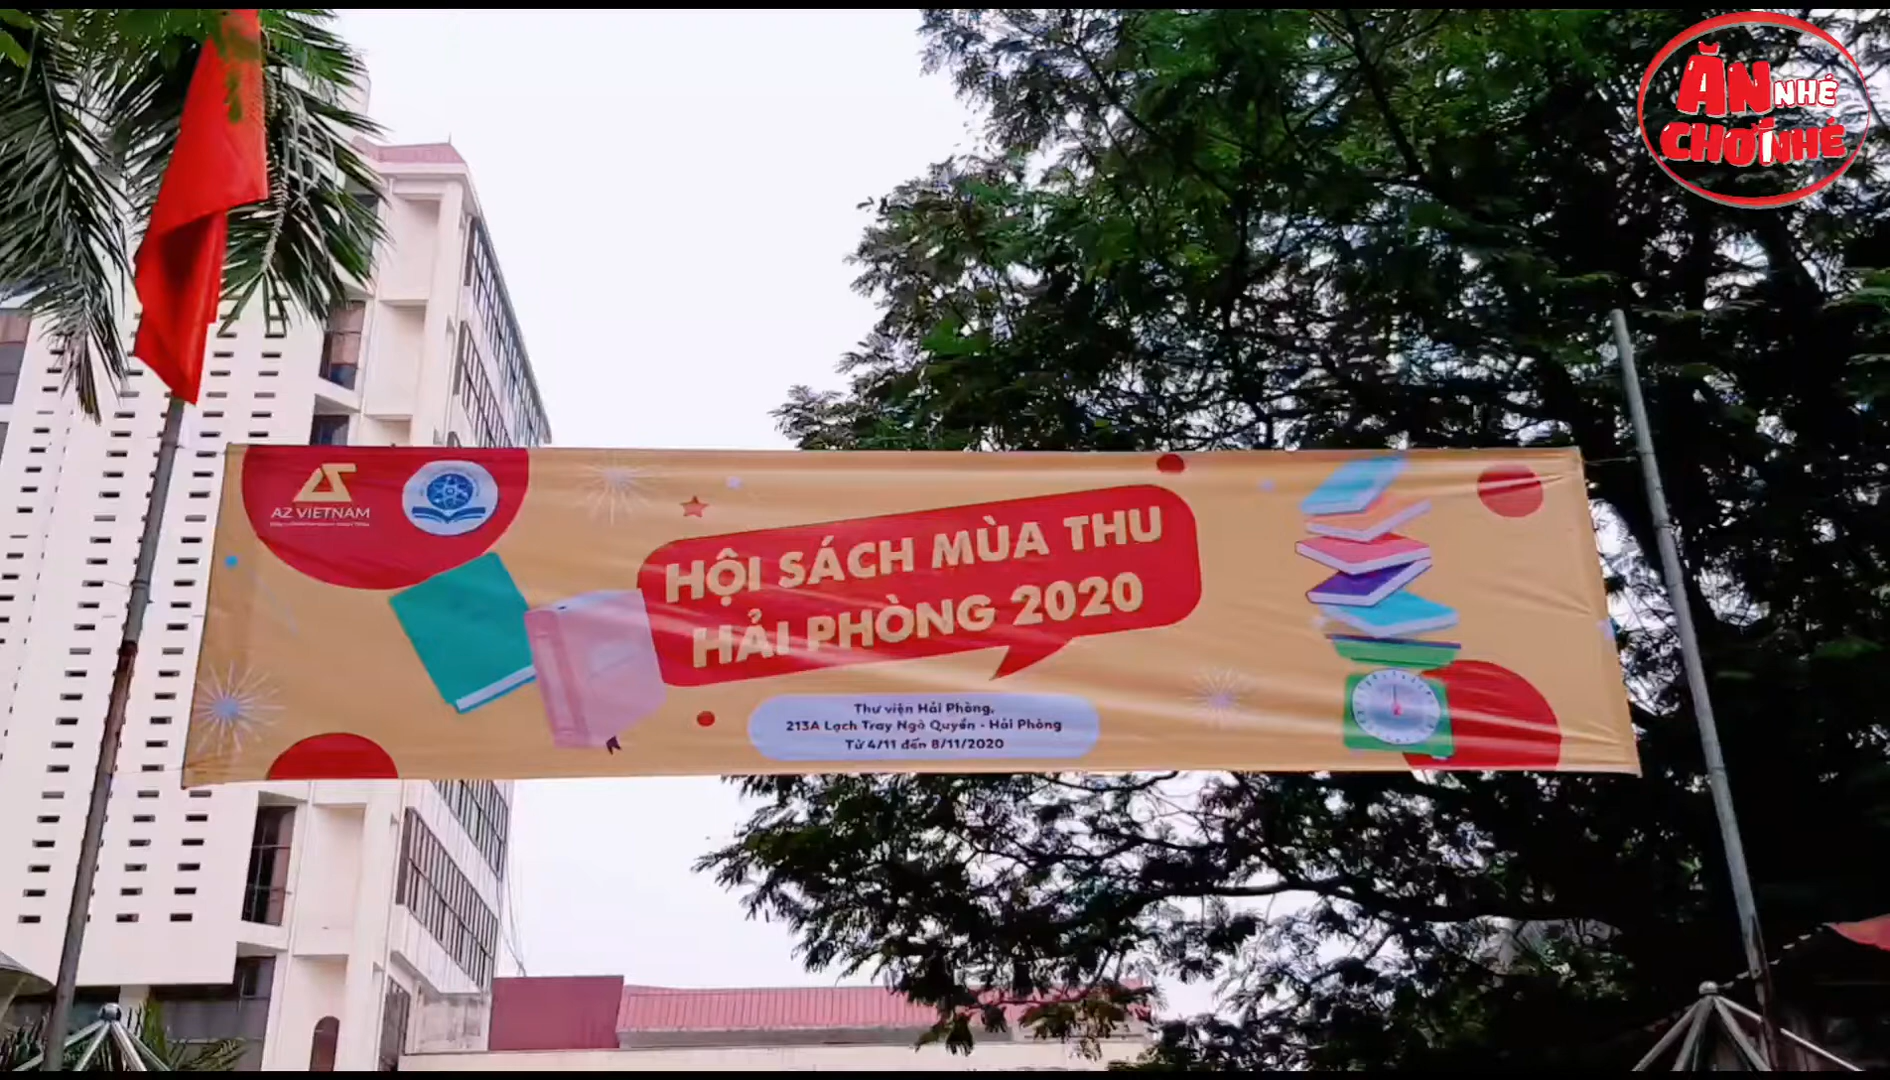 ĂN NHÉ
CHƠI NHÉ
AZ VIETNAM
HỘI SÁCH MÙA THU
HẢI PHÒNG 2020
Thư viện Hải Phòng,
213A Lạch Tray Ngô Quyền - Hải Phòng
Từ 4/11 đến 8/11/2020